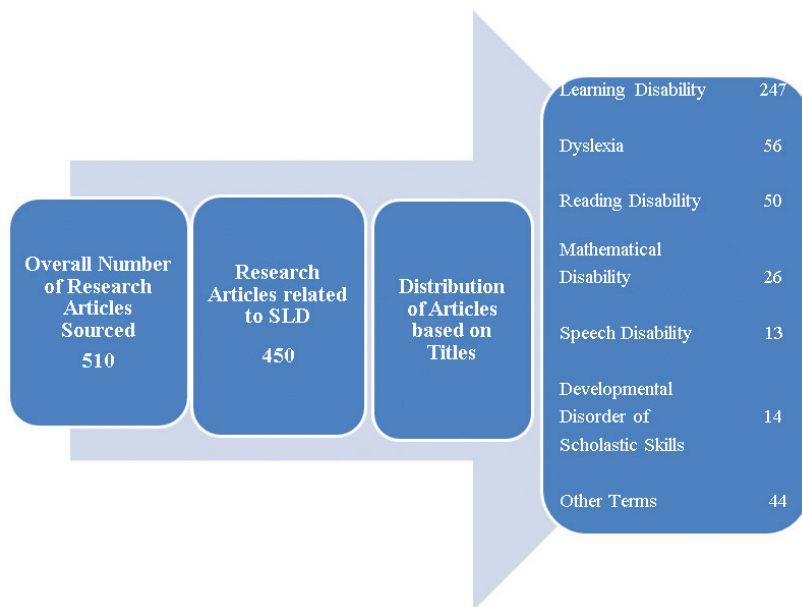 Overall Number
of Research
Articles
Sourced
510
Research
Articles related
to SLD
450
Distribution
of Articles
based on
Titles
Learning Disability 247
Dyslexia 56
Reading Disability 50
Mathematical
Disability 26
Speech Disability 13
Developmental
Disorder of 14
Scholastic Skills
Other Terms 44